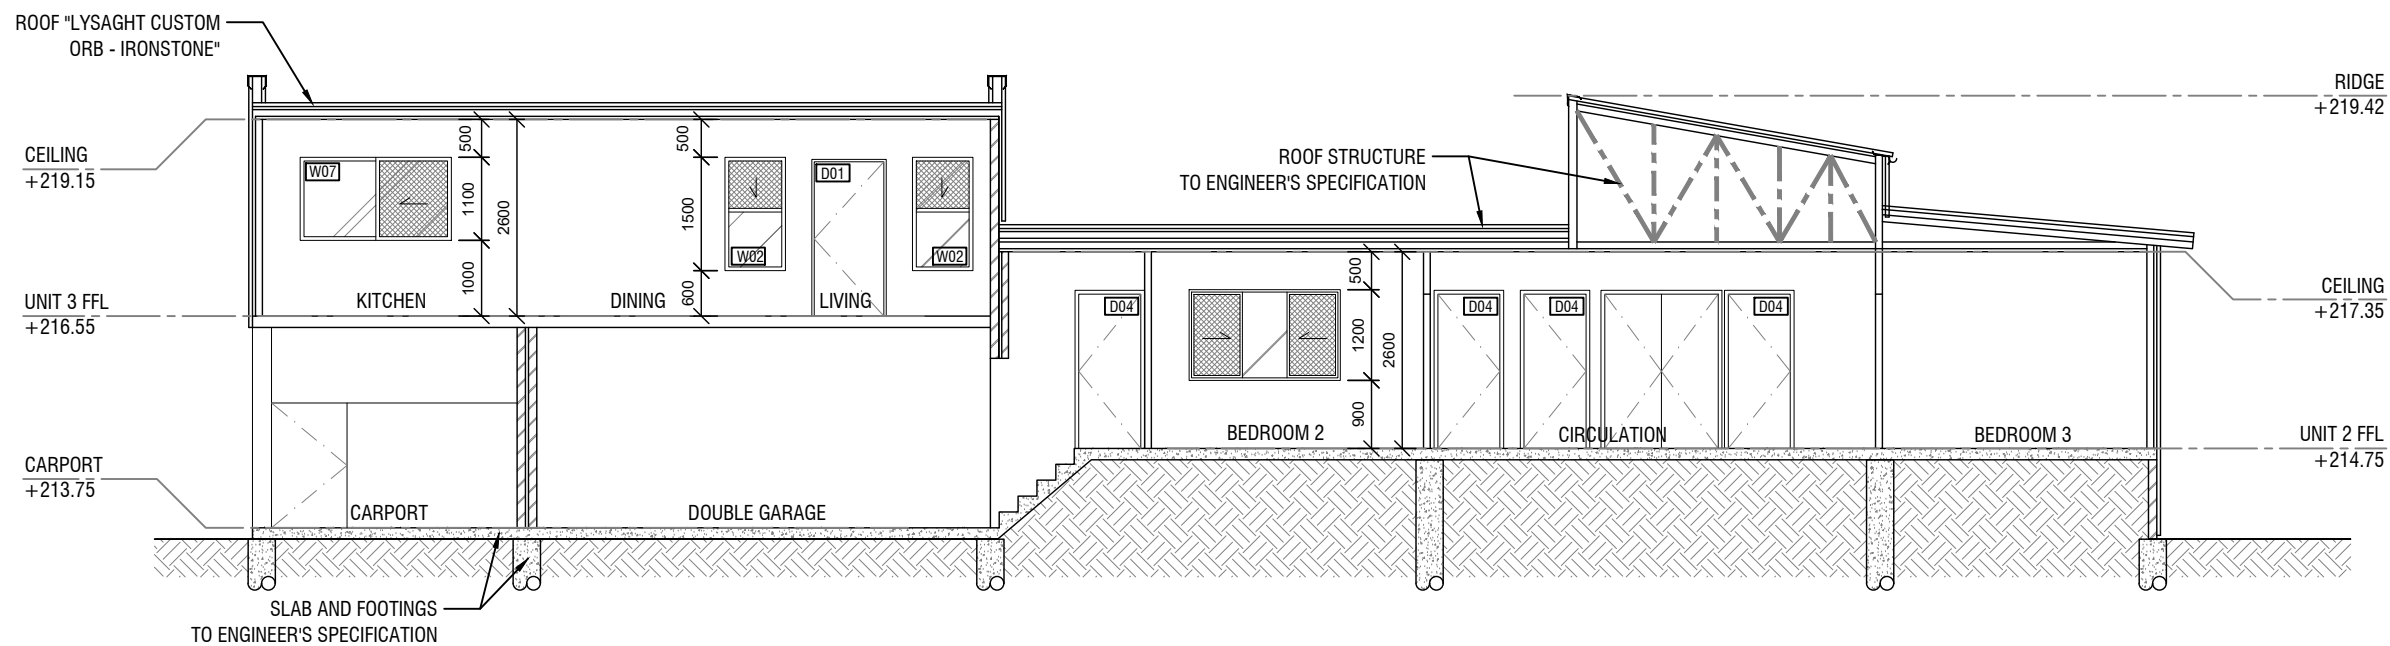 ROOF "LYSAGHT CUSTOM
ORB - IRONSTONE"
RIDGE
+219.42
CEILING
+219.15
ROOF STRUCTURE
TO ENGINEER'S SPECIFICATION
500
1100
1000
2600
500
1500
600
W07
W02
D01
W02
KITCHEN
DINING
LIVING
UNIT 3 FFL
+216.55
CEILING
+217.35
D04
500
1200
900
2600
D04
D04
D04
BEDROOM 2
CIRCULATION
BEDROOM 3
UNIT 2 FFL
+214.75
CARPORT
+213.75
CARPORT
DOUBLE GARAGE
SLAB AND FOOTINGS
TO ENGINEER'S SPECIFICATION